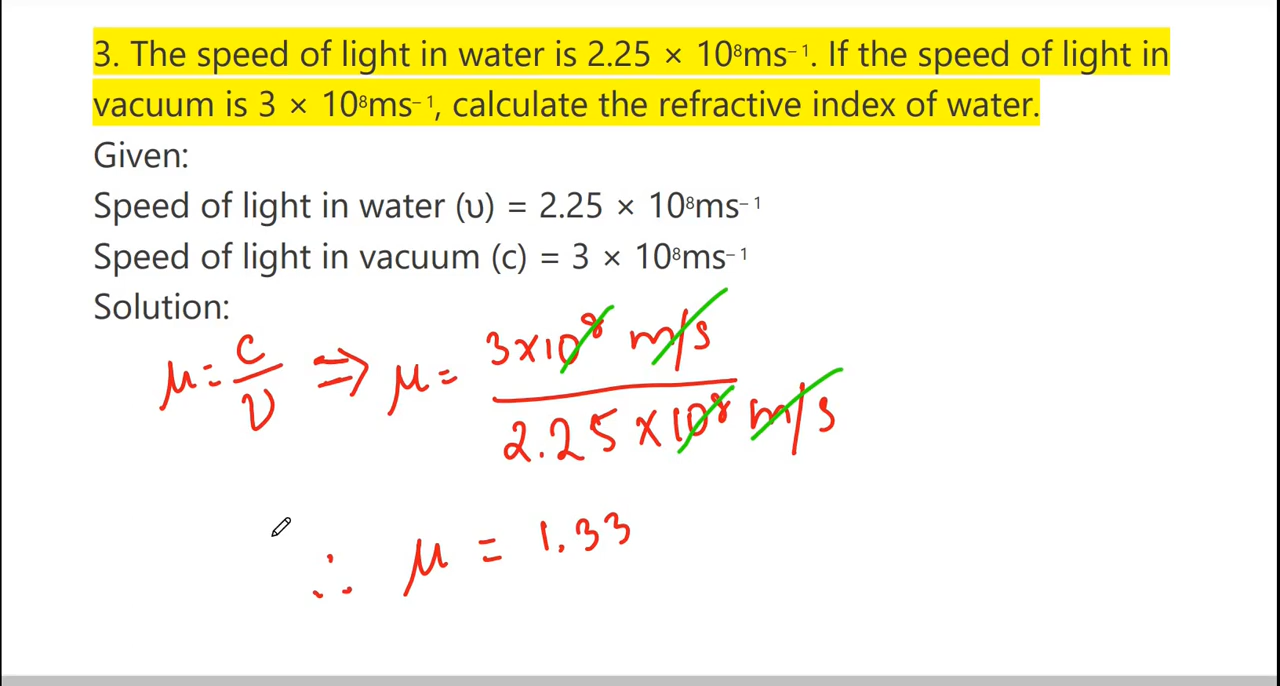 3. The speed of light in water is 2.25 × 10⁸ms⁻¹. If the speed of light in
vacuum is 3 × 10⁸ms⁻¹, calculate the refractive index of water.
Given:
Speed of light in water (υ) = 2.25 × 10⁸ms⁻¹
Speed of light in vacuum (c) = 3 × 10⁸ms⁻¹
Solution:
μ = c/υ ⇒ μ = 3×10⁸ m/s / 2.25×10⁸ m/s
∴ μ = 1.33